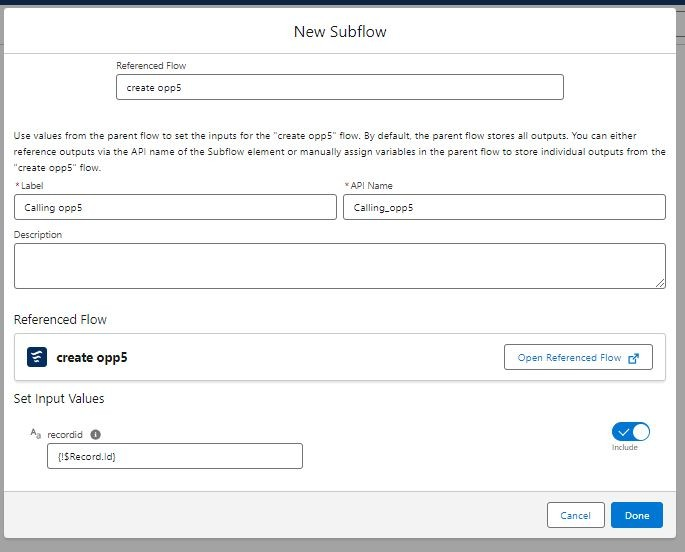 New Subflow
Referenced Flow
create opp5
Use values from the parent flow to set the inputs for the "create opp5" flow. By default, the parent flow stores all outputs. You can either
reference outputs via the API name of the Subflow element or manually assign variables in the parent flow to store individual outputs from the
"create opp5" flow.
*Label
*API Name
Calling opp5
Calling_opp5
Description
Referenced Flow
create opp5
Open Referenced Flow
Set Input Values
Aa recordid
{!$Record.Id}
Include
Cancel
Done